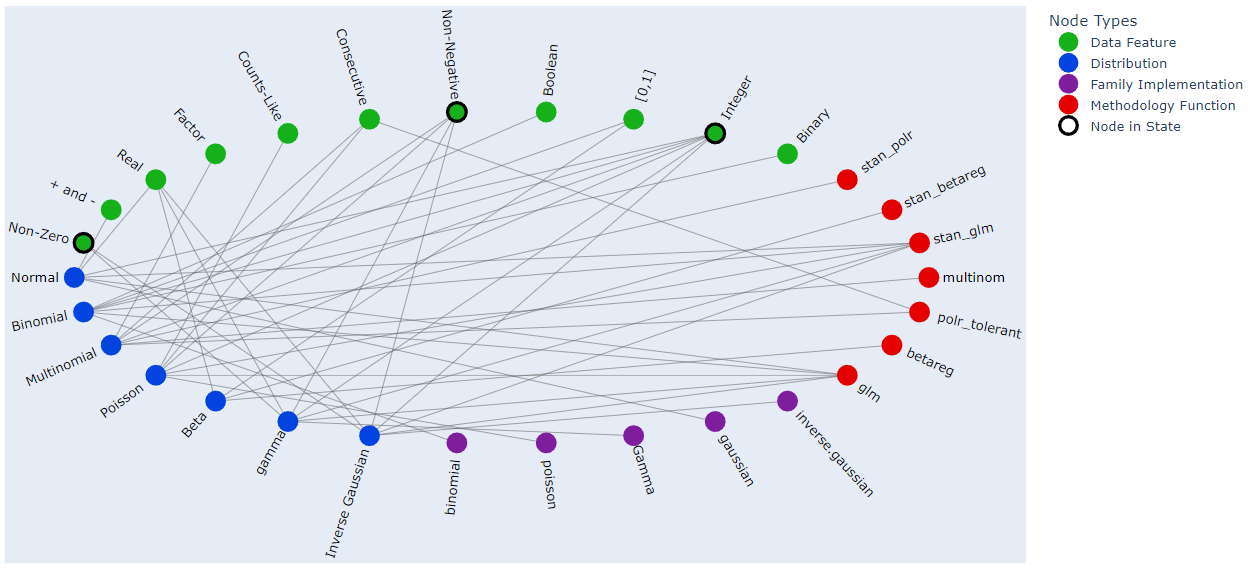 Node Types
Data Feature
Distribution
Family Implementation
Methodology Function
Node in State
Non-Negative
Boolean
Consecutive
[0,1]
Counts-Like
Integer
Factor
Binary
Real
stan_polr
+ and -
stan_betareg
Non-Zero
stan_glm
Normal
multinom
Binomial
polr_tolerant
Multinomial
betareg
Poisson
glm
Beta
inverse.gaussian
gamma
gaussian
Inverse Gaussian
Gamma
binomial
poisson